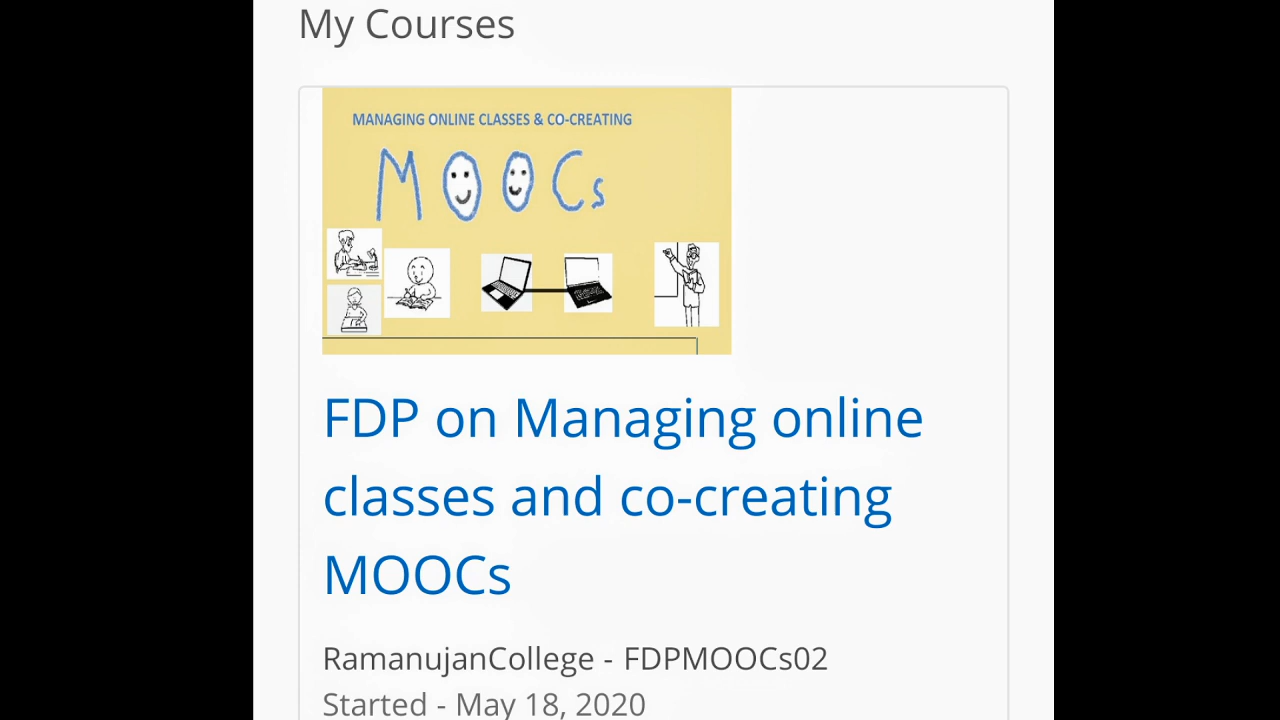 My Courses
MANAGING ONLINE CLASSES & CO-CREATING
MOOCs
FDP on Managing online
classes and co-creating
MOOCs
RamanujanCollege - FDPMOOCs02
Started - May 18, 2020